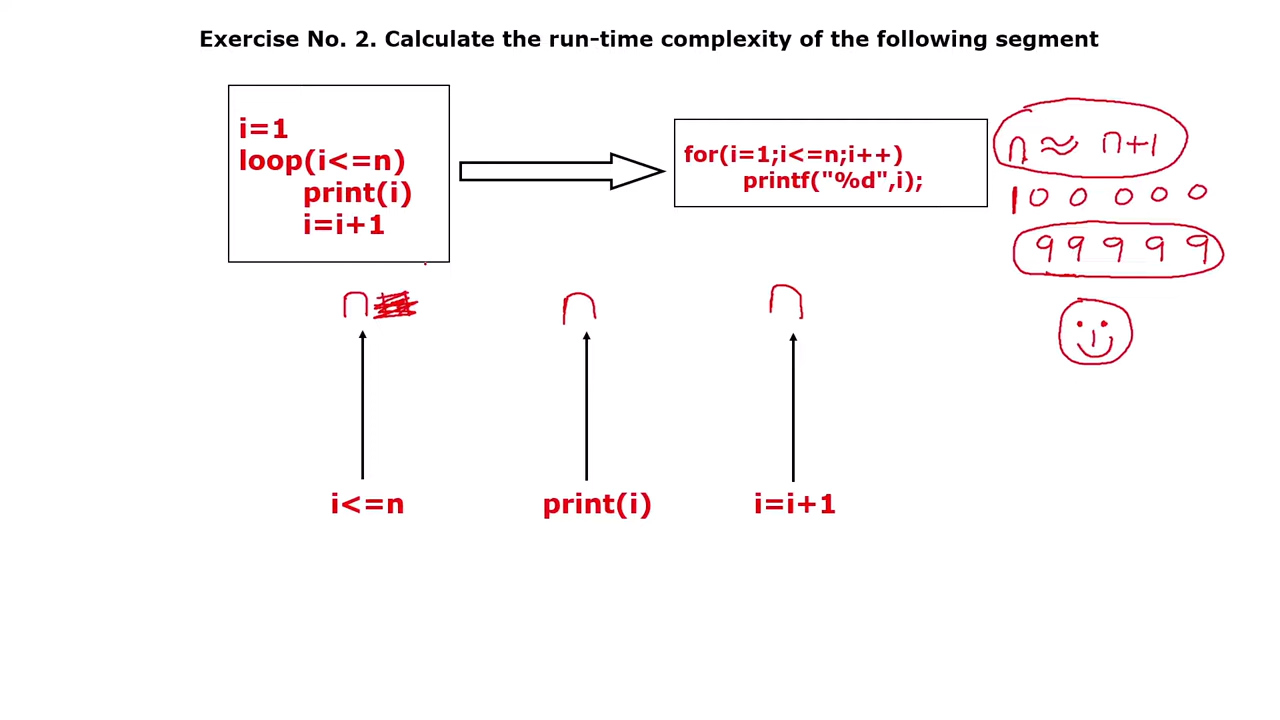 Exercise No. 2. Calculate the run-time complexity of the following segment
i=1
loop(i<=n)
print(i)
i=i+1
for(i=1;i<=n;i++)
printf("%d",i);
n ≈ n+1
100000
99999
n
n
n
i<=n
print(i)
i=i+1